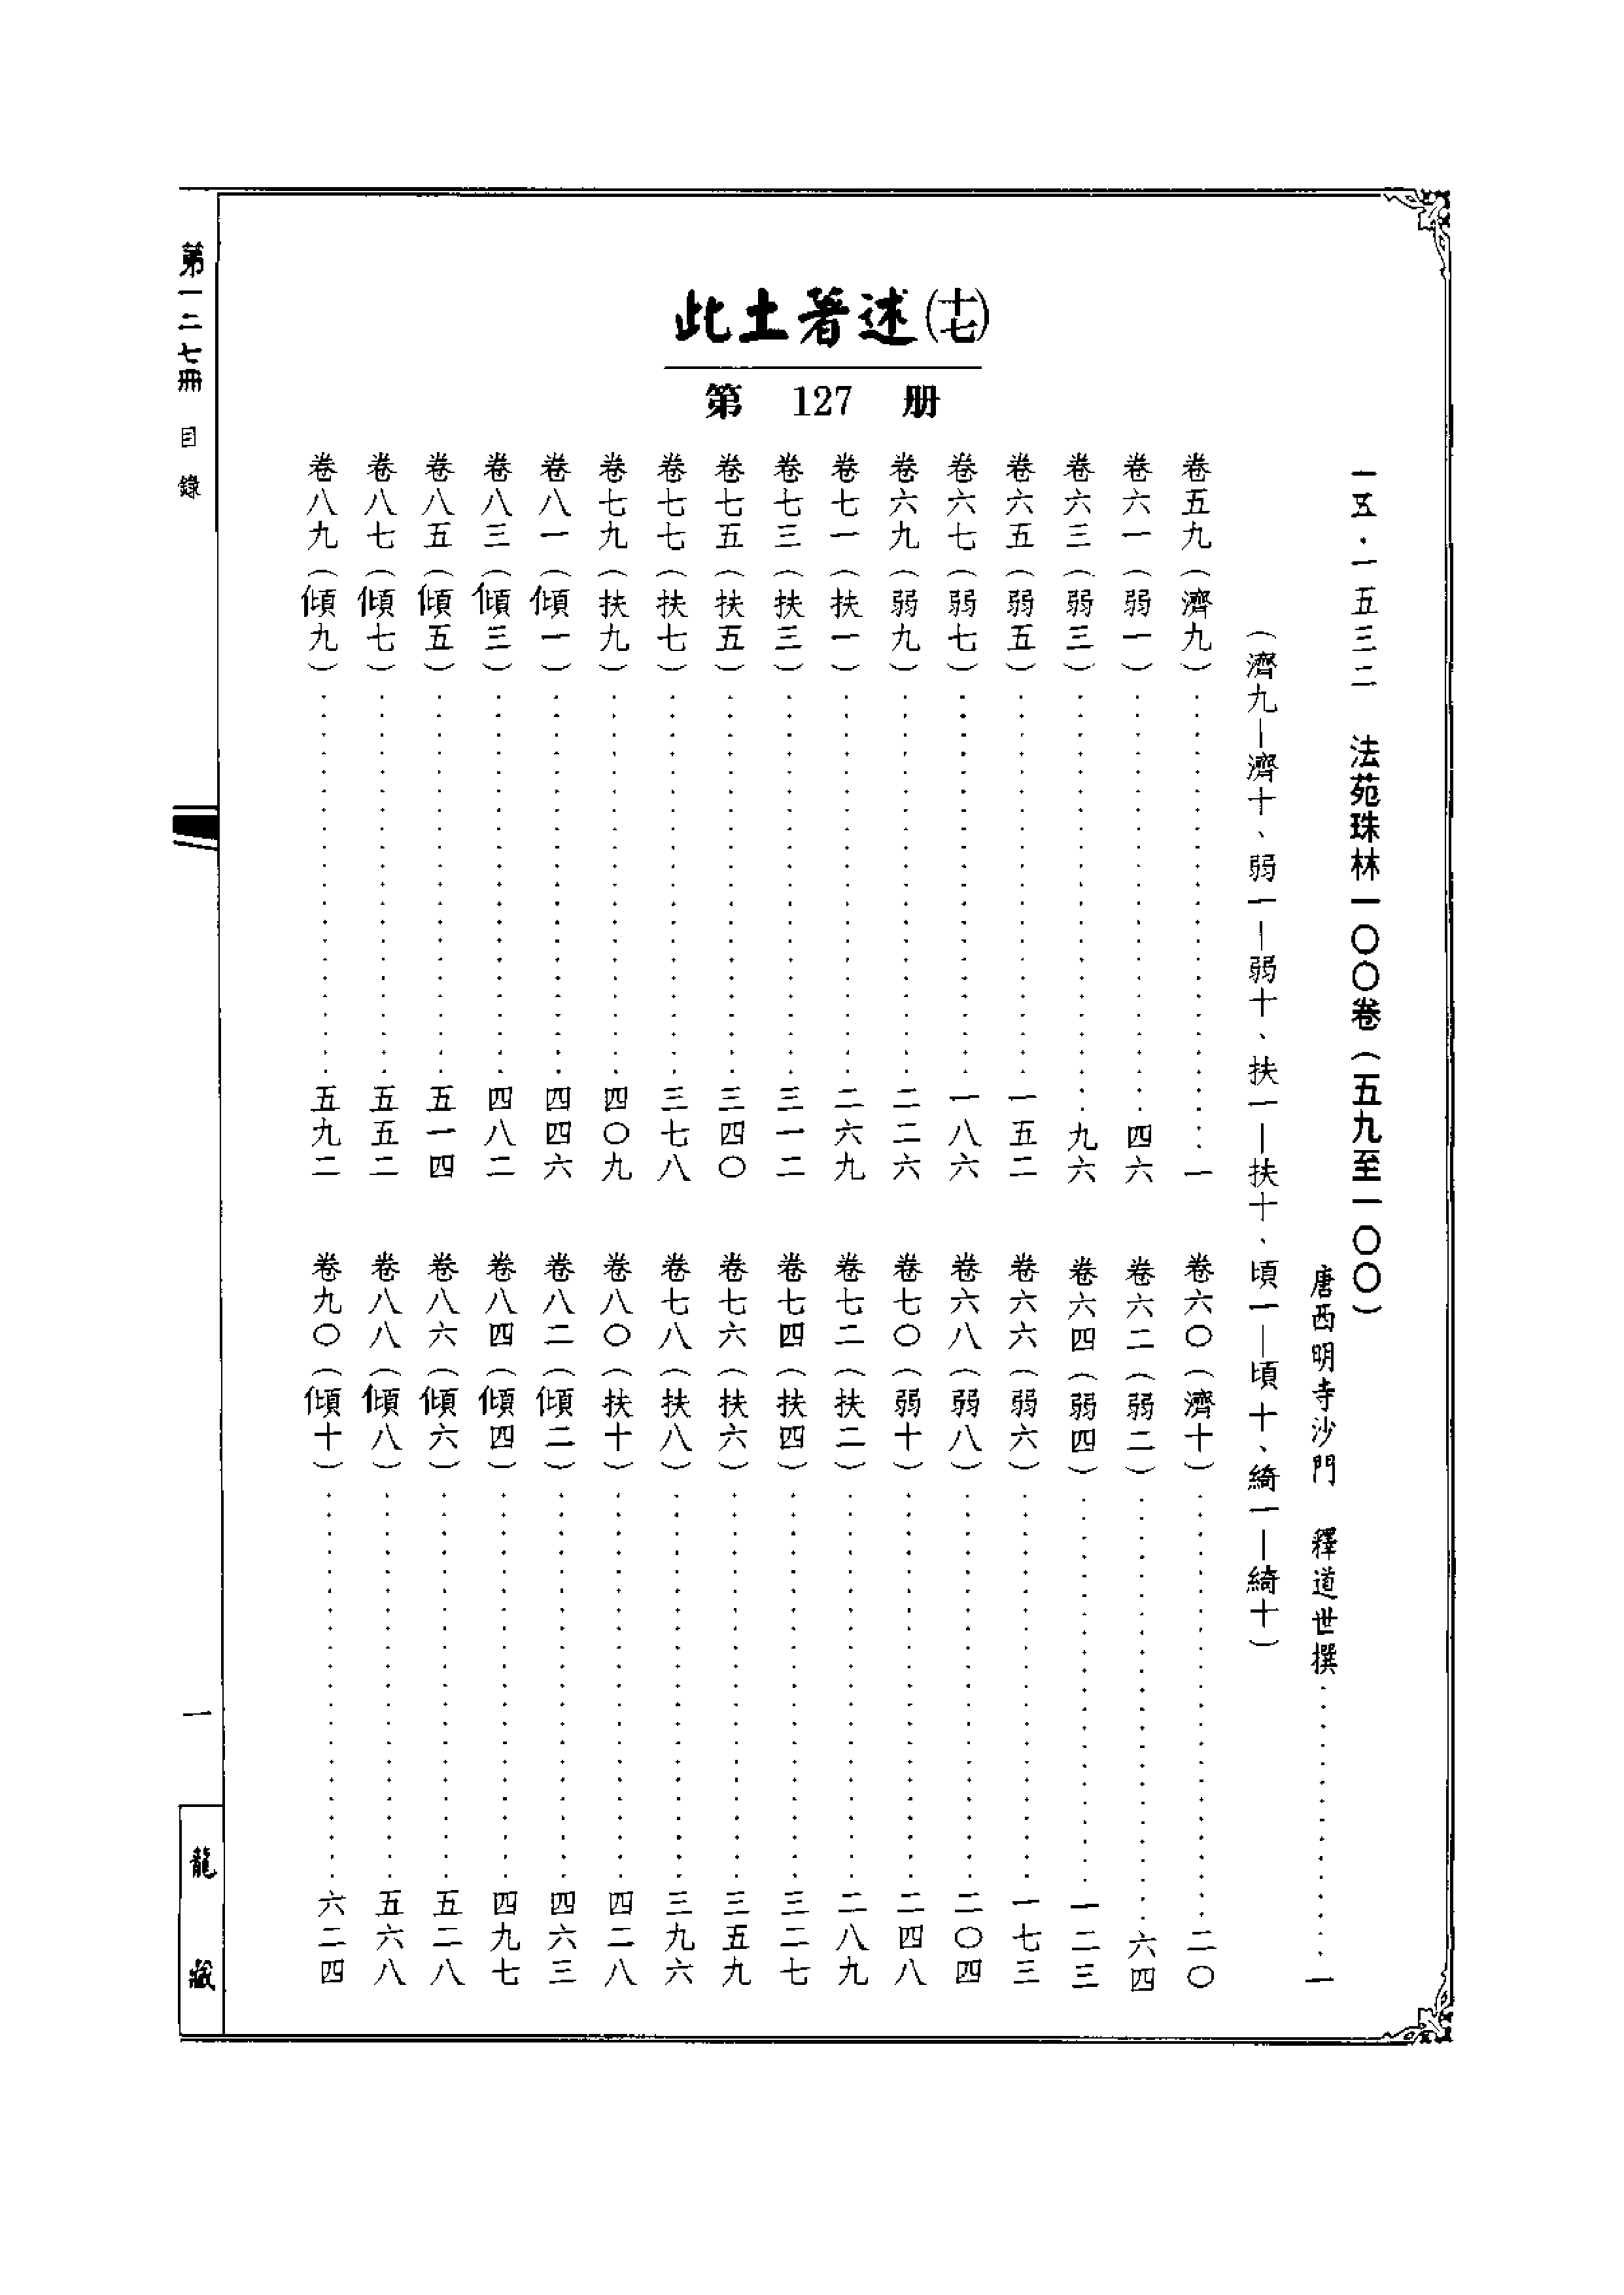 此土著述(十七)
第 127 册
一五·一五三二 法苑珠林一〇〇卷（五九至一〇〇）
唐西明寺沙門 釋道世撰……………一
（濟九—濟十、弱一—弱十、扶一—扶十、頃一—頃十、綺一—綺十）
卷五九（濟九）……………一
卷六〇（濟十）……………二〇
卷六一（弱一）……………四六
卷六二（弱二）……………六四
卷六三（弱三）……………九六
卷六四（弱四）……………一二三
卷六五（弱五）……………一五二
卷六六（弱六）……………一七三
卷六七（弱七）……………一八六
卷六八（弱八）……………二〇四
卷六九（弱九）……………二二六
卷七〇（弱十）……………二四八
卷七一（扶一）……………二六九
卷七二（扶二）……………二八九
卷七三（扶三）……………三一二
卷七四（扶四）……………三二七
卷七五（扶五）……………三四〇
卷七六（扶六）……………三五九
卷七七（扶七）……………三七八
卷七八（扶八）……………三九六
卷七九（扶九）……………四〇九
卷八〇（扶十）……………四二八
卷八一（傾一）……………四四六
卷八二（傾二）……………四六三
卷八三（傾三）……………四八二
卷八四（傾四）……………四九七
卷八五（傾五）……………五一四
卷八六（傾六）……………五二八
卷八七（傾七）……………五五二
卷八八（傾八）……………五六八
卷八九（傾九）……………五九二
卷九〇（傾十）……………六二四
第一二七冊 目錄
一
龍藏